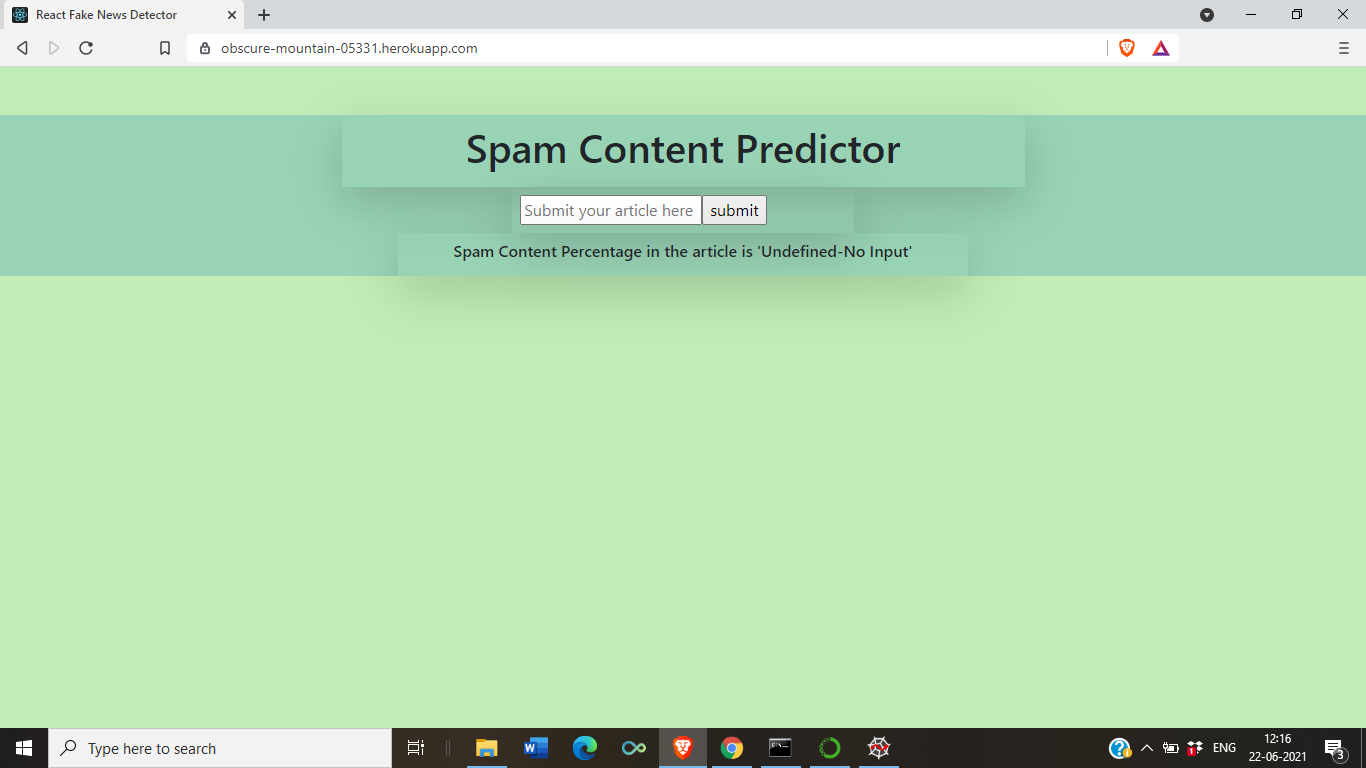 React Fake News Detector
obscure-mountain-05331.herokuapp.com
Spam Content Predictor
Submit your article here
submit
Spam Content Percentage in the article is 'Undefined-No Input'
Type here to search
ENG
12:16
22-06-2021
3